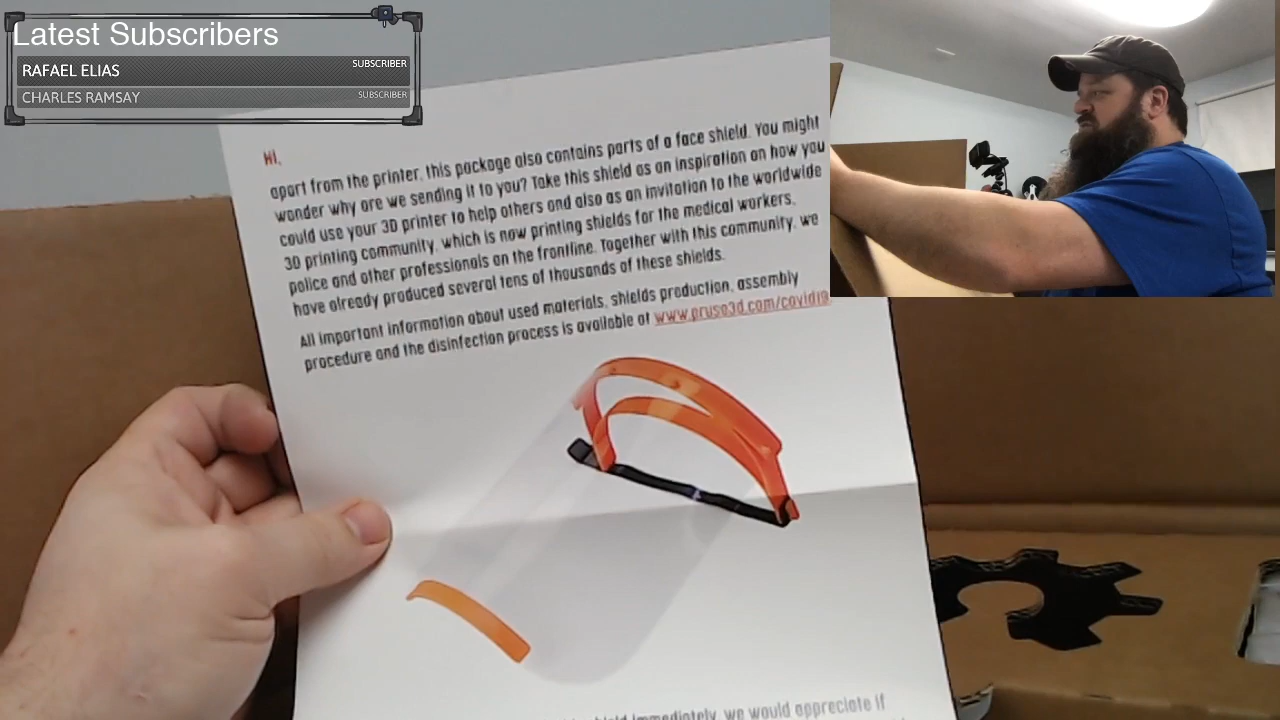 Latest Subscribers
RAFAEL ELIAS SUBSCRIBER
CHARLES RAMSAY SUBSCRIBER
Hi,
apart from the printer, this package also contains parts of a face shield. You might
wonder why are we sending it to you? Take this shield as an inspiration on how you
could use your 3D printer to help others and also as an invitation to the worldwide
3D printing community, which is now printing shields for the medical workers,
police and other professionals on the frontline. Together with this community, we
have already produced several tens of thousands of these shields.
All important information about used materials, shields production, assembly
procedure and the disinfection process is available at www.prusa3d.com/covid19
shield immediately, we would appreciate if